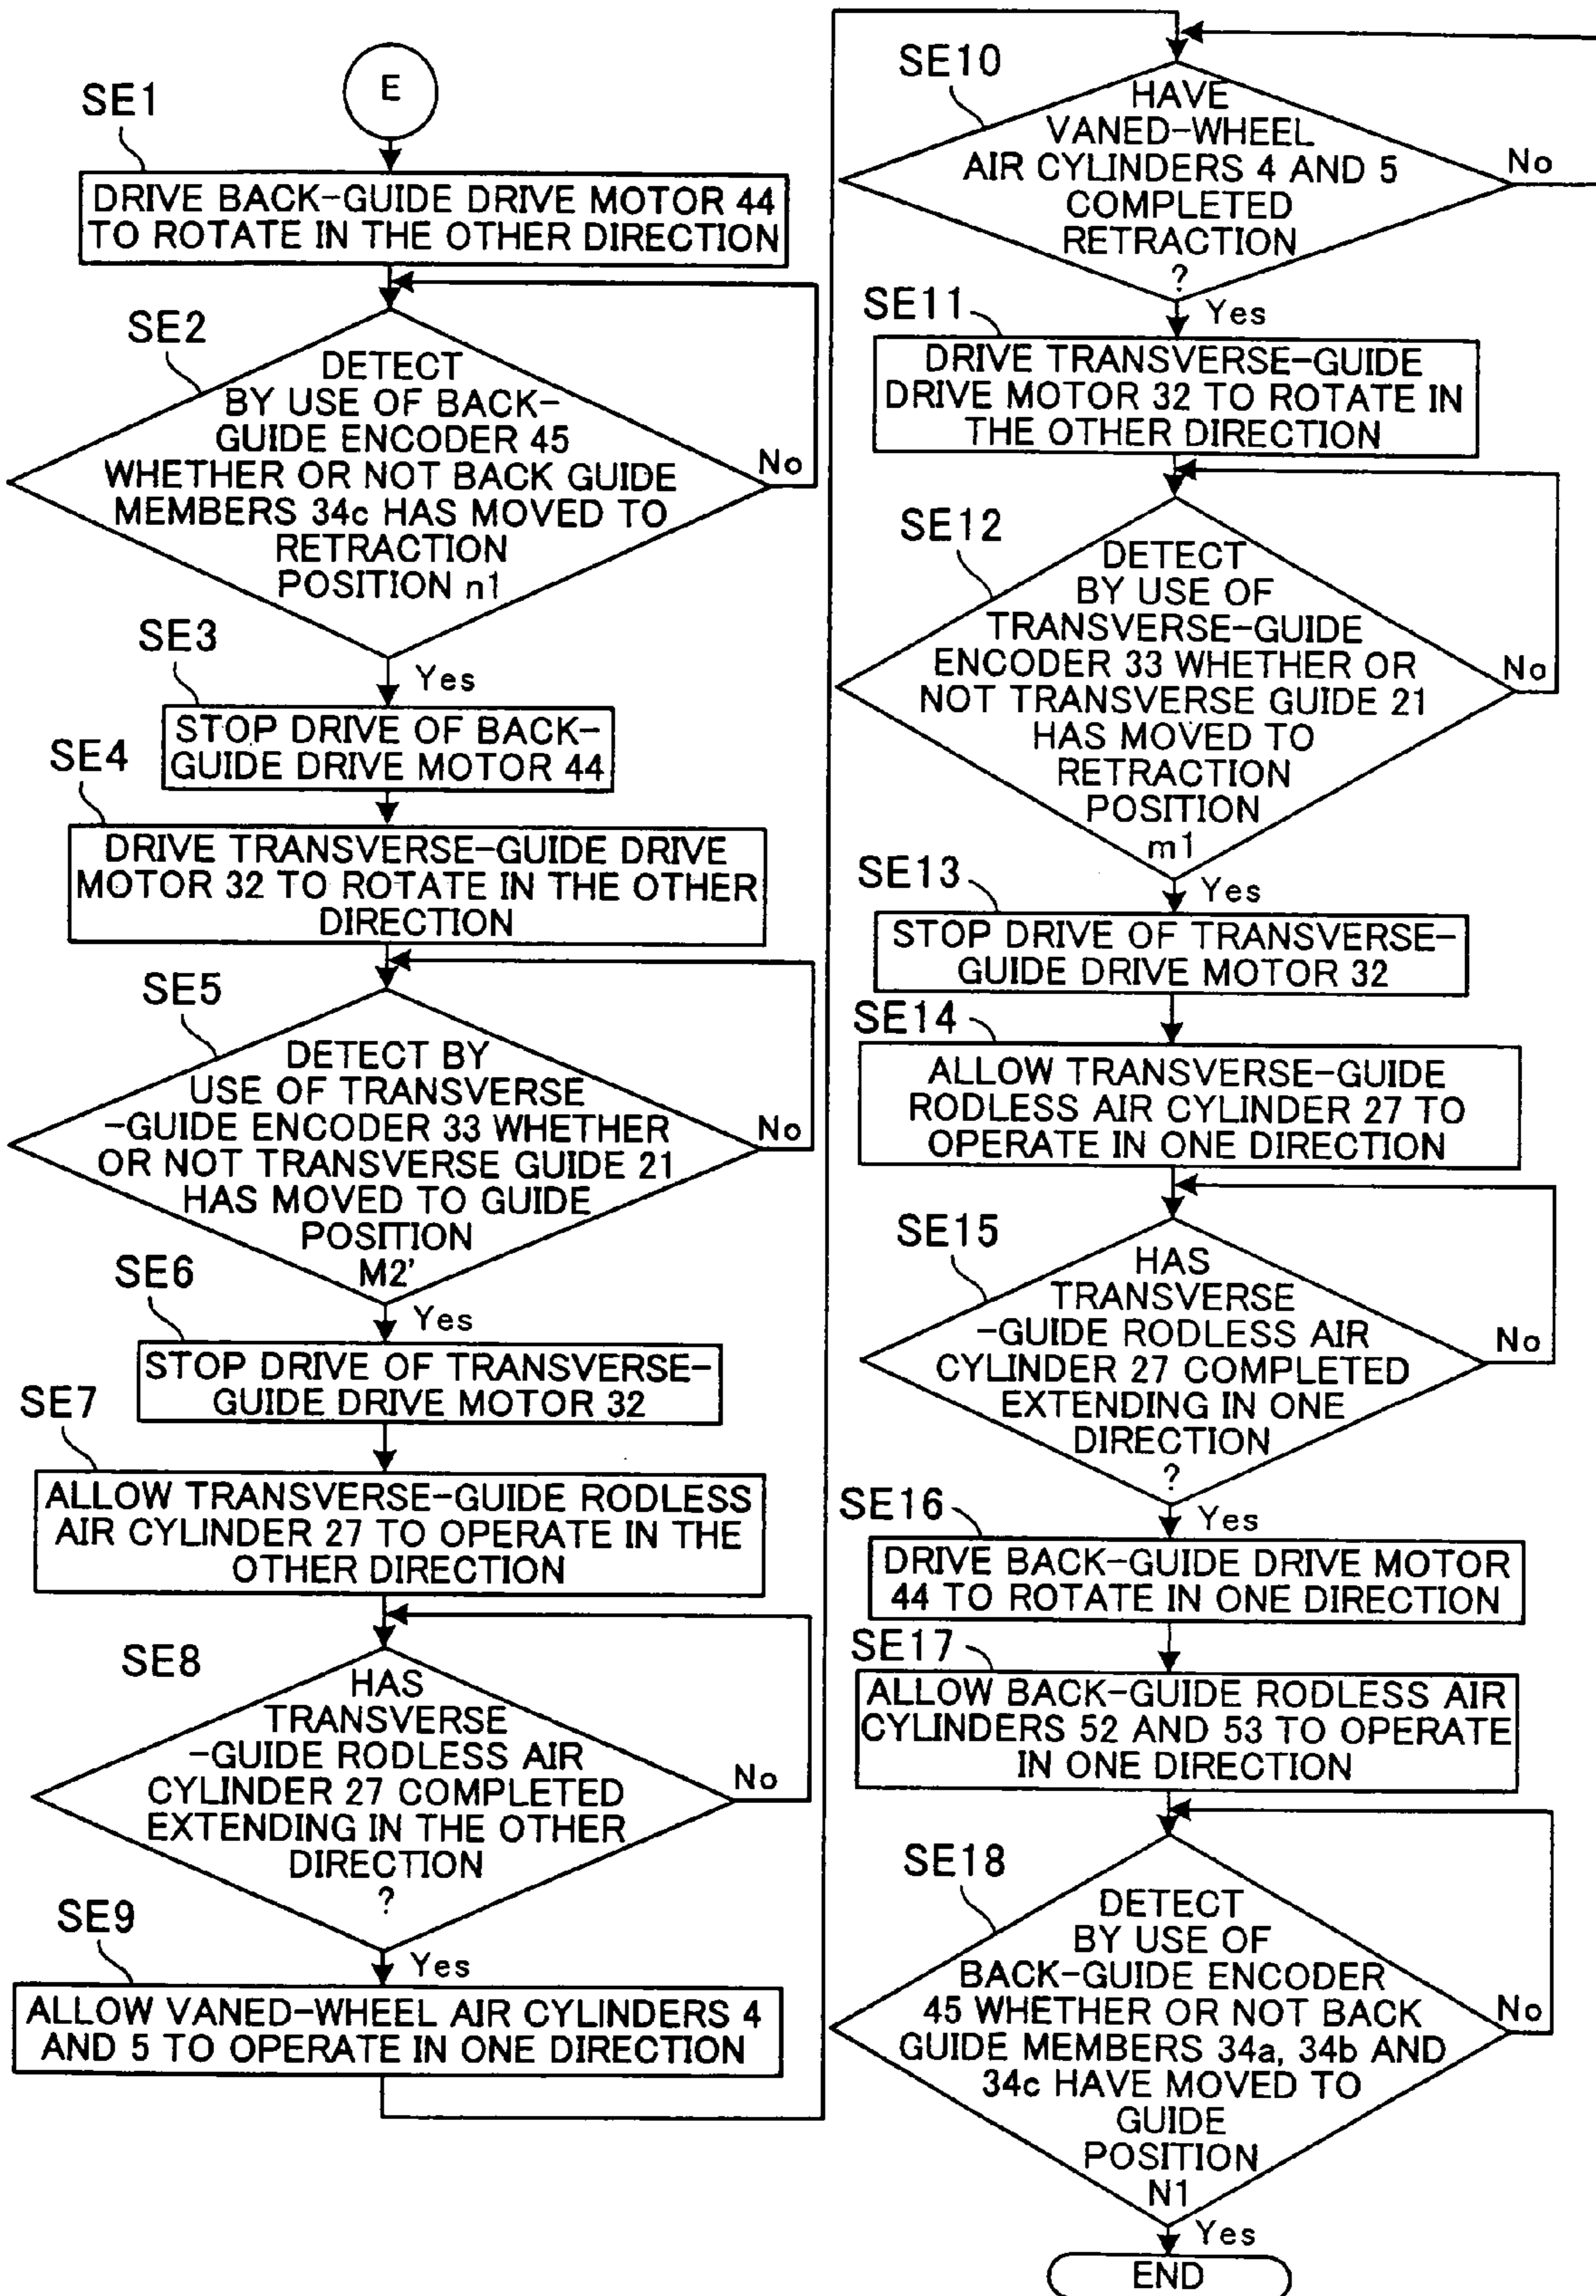 E
SE1
DRIVE BACK-GUIDE DRIVE MOTOR 44
TO ROTATE IN THE OTHER DIRECTION
SE2
DETECT
BY USE OF BACK-
GUIDE ENCODER 45
WHETHER OR NOT BACK GUIDE
MEMBERS 34c HAS MOVED TO
RETRACTION
POSITION n1
No
Yes
SE3
STOP DRIVE OF BACK-
GUIDE DRIVE MOTOR 44
SE4
DRIVE TRANSVERSE-GUIDE DRIVE
MOTOR 32 TO ROTATE IN THE OTHER
DIRECTION
SE5
DETECT BY
USE OF TRANSVERSE
-GUIDE ENCODER 33 WHETHER
OR NOT TRANSVERSE GUIDE 21
HAS MOVED TO GUIDE
POSITION
M2'
No
Yes
SE6
STOP DRIVE OF TRANSVERSE-
GUIDE DRIVE MOTOR 32
SE7
ALLOW TRANSVERSE-GUIDE RODLESS
AIR CYLINDER 27 TO OPERATE IN THE
OTHER DIRECTION
SE8
HAS
TRANSVERSE
-GUIDE RODLESS AIR
CYLINDER 27 COMPLETED
EXTENDING IN THE OTHER
DIRECTION
?
No
Yes
SE9
ALLOW VANED-WHEEL AIR CYLINDERS 4
AND 5 TO OPERATE IN ONE DIRECTION
SE10
HAVE
VANED-WHEEL
AIR CYLINDERS 4 AND 5
COMPLETED
RETRACTION
?
No
Yes
SE11
DRIVE TRANSVERSE-GUIDE
DRIVE MOTOR 32 TO ROTATE IN
THE OTHER DIRECTION
SE12
DETECT
BY USE OF
TRANSVERSE-GUIDE
ENCODER 33 WHETHER OR
NOT TRANSVERSE GUIDE 21
HAS MOVED TO
RETRACTION
POSITION
m1
No
Yes
SE13
STOP DRIVE OF TRANSVERSE-
GUIDE DRIVE MOTOR 32
SE14
ALLOW TRANSVERSE-GUIDE
RODLESS AIR CYLINDER 27 TO
OPERATE IN ONE DIRECTION
SE15
HAS
TRANSVERSE
-GUIDE RODLESS AIR
CYLINDER 27 COMPLETED
EXTENDING IN ONE
DIRECTION
?
No
Yes
SE16
DRIVE BACK-GUIDE DRIVE MOTOR
44 TO ROTATE IN ONE DIRECTION
SE17
ALLOW BACK-GUIDE RODLESS AIR
CYLINDERS 52 AND 53 TO OPERATE
IN ONE DIRECTION
SE18
DETECT
BY USE OF
BACK-GUIDE ENCODER
45 WHETHER OR NOT BACK
GUIDE MEMBERS 34a, 34b AND
34c HAVE MOVED TO
GUIDE
POSITION
N1
No
Yes
END